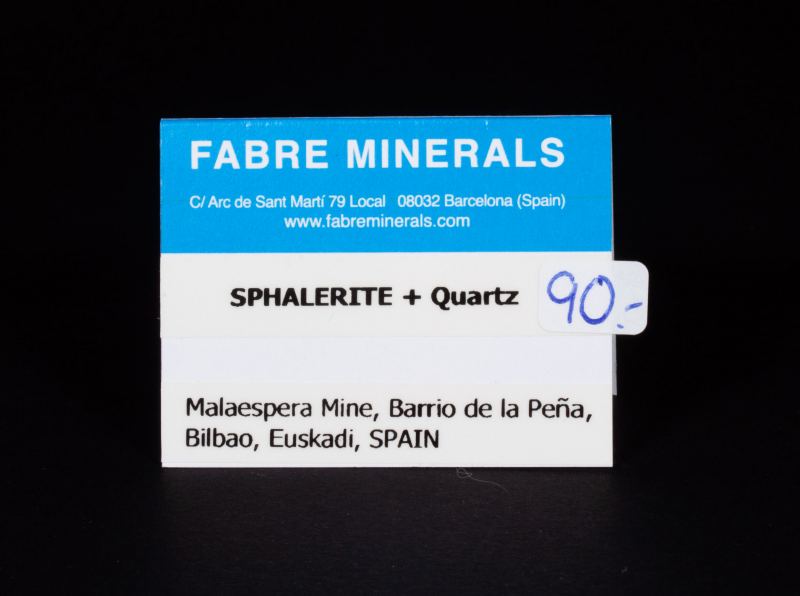 FABRE MINERALS
C/ Arc de Sant Martí 79 Local 08032 Barcelona (Spain)
www.fabreminerals.com
SPHALERITE + Quartz
90.-
Malaespera Mine, Barrio de la Peña,
Bilbao, Euskadi, SPAIN